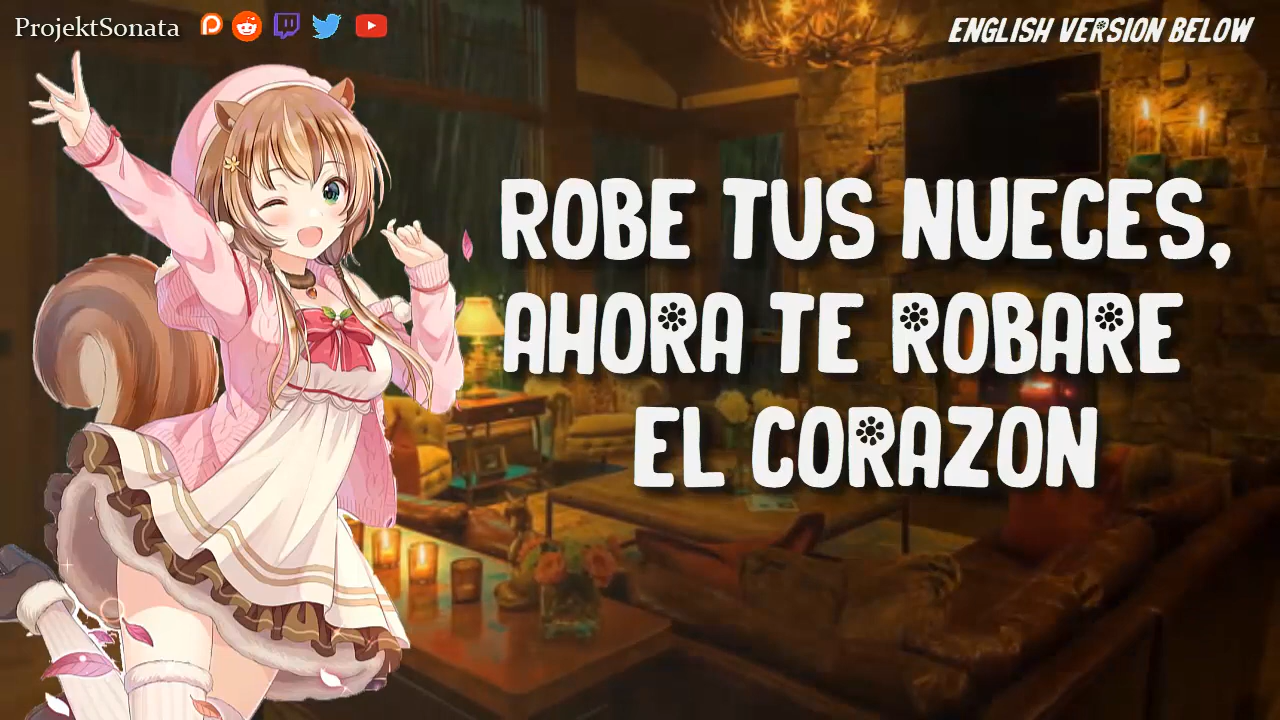 ProjektSonata
ENGLISH VERSION BELOW
ROBE TUS NUECES,
AHORA TE ROBARE
EL CORAZON